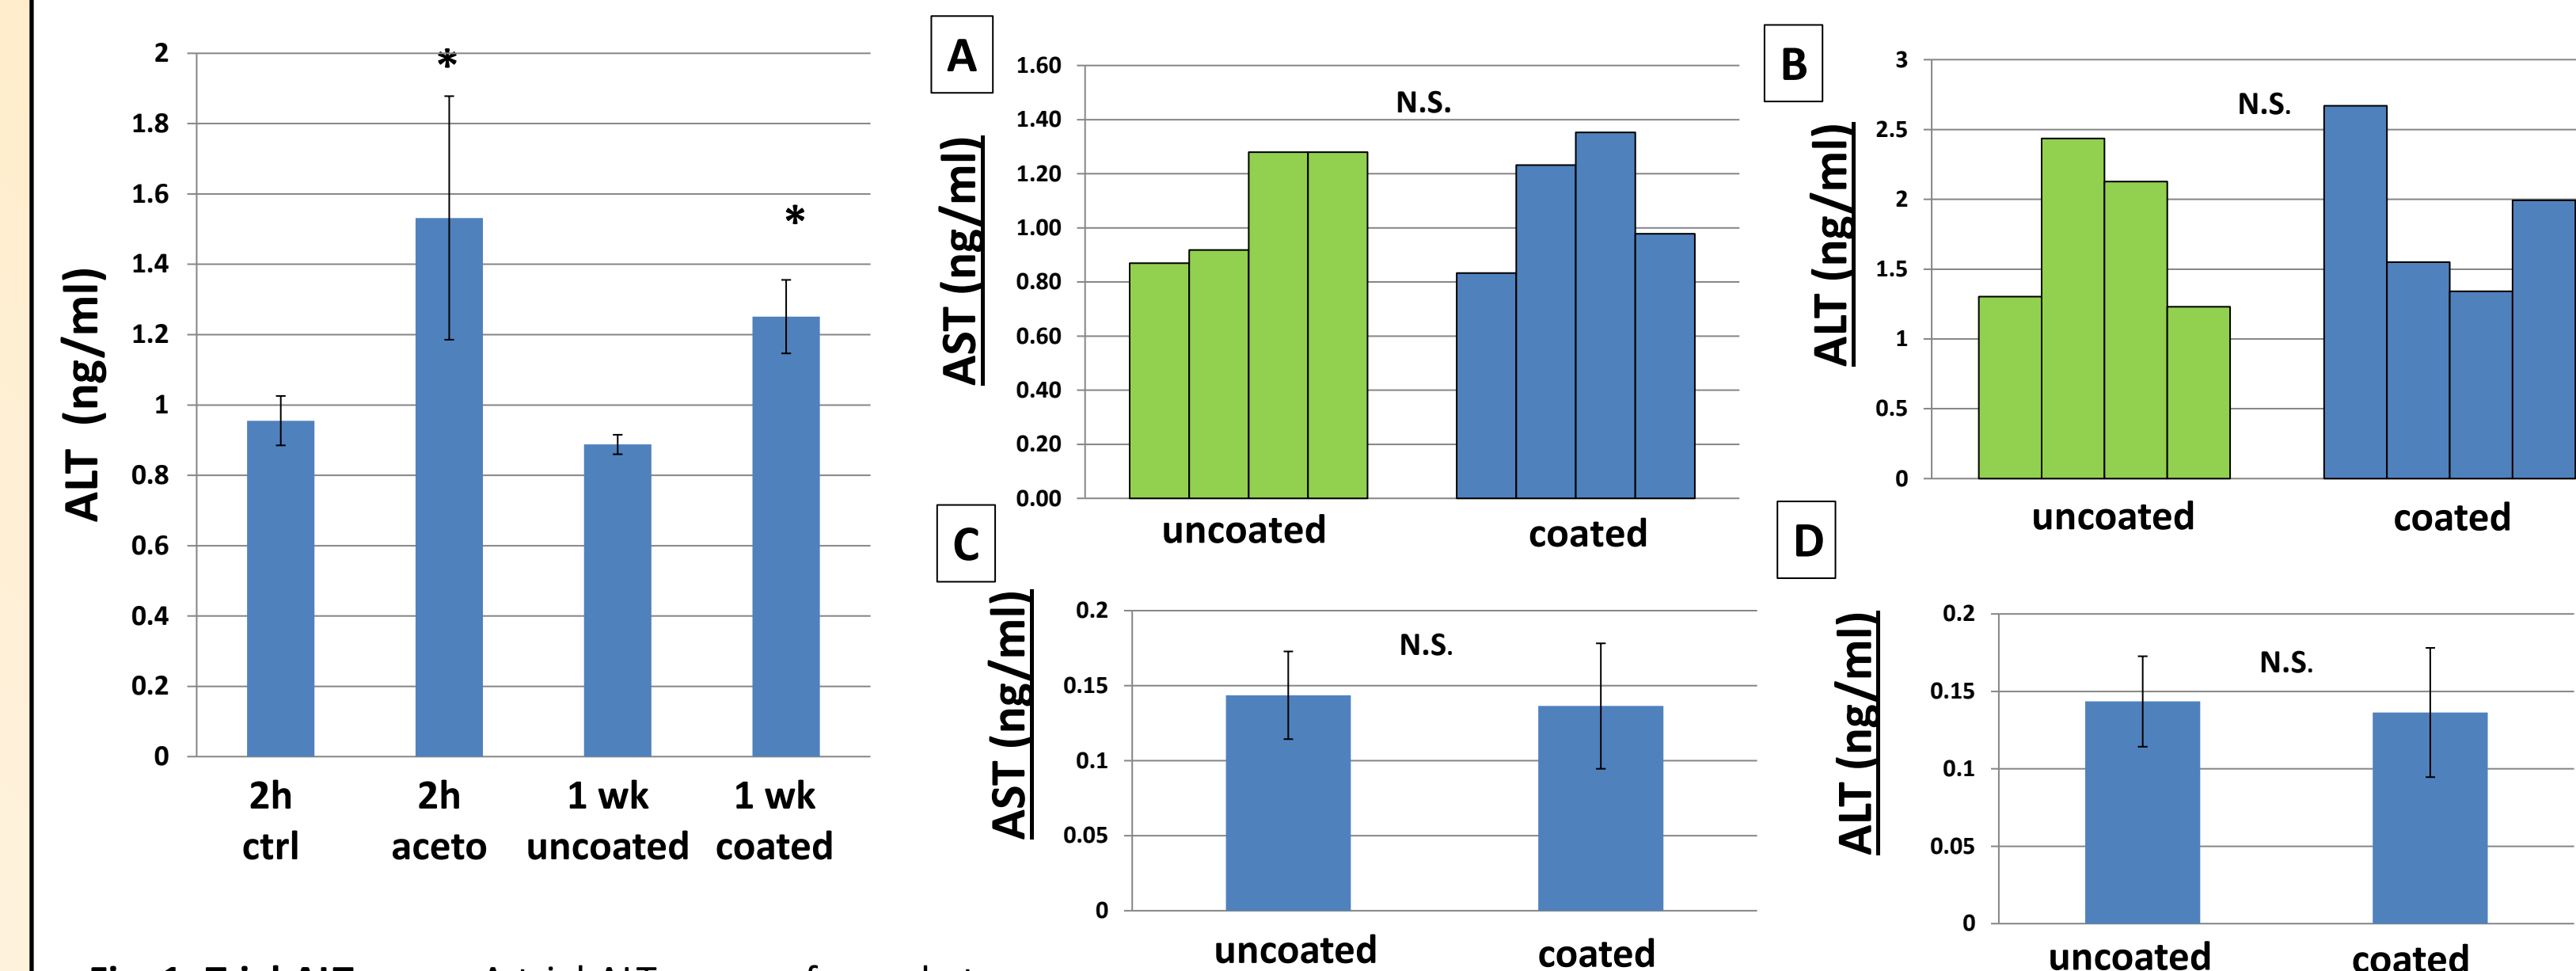 ALT (ng/ml)
2
1.8
1.6
1.4
1.2
1
0.8
0.6
0.4
0.2
0
*
*
2h ctrl
2h aceto
1 wk uncoated
1 wk coated
A
AST (ng/ml)
1.60
1.40
1.20
1.00
0.80
0.60
0.40
0.20
0.00
N.S.
uncoated
coated
B
ALT (ng/ml)
3
2.5
2
1.5
1
0.5
0
N.S.
uncoated
coated
C
AST (ng/ml)
0.2
0.15
0.1
0.05
0
N.S.
uncoated
coated
D
ALT (ng/ml)
0.2
0.15
0.1
0.05
0
N.S.
uncoated
coated